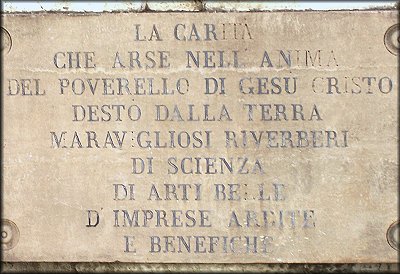 LA CARITÀ
CHE ARSE NELL'ANIMA
DEL POVERELLO DI GESÙ CRISTO
DESTÒ DALLA TERRA
MARAVIGLIOSI RIVERBERI
DI SCIENZA
DI ARTI BELLE
D'IMPRESE ARDITE
E BENEFICHE